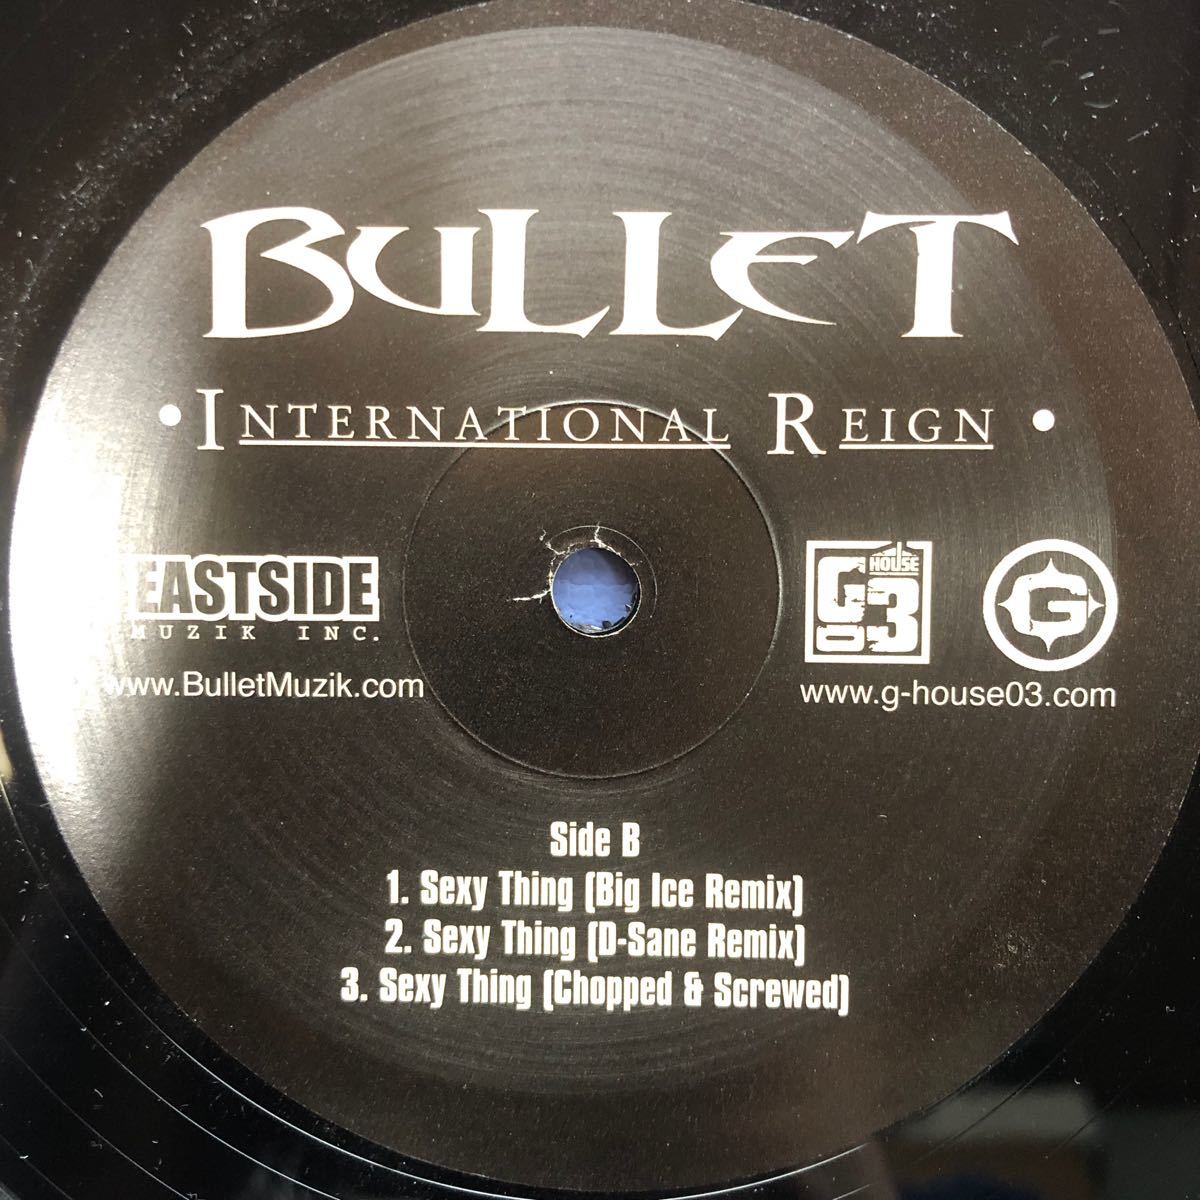 BULLET
• INTERNATIONAL REIGN •
EASTSIDE
MUZIK INC.
www.BulletMuzik.com
G HOUSE
03
G
www.g-house03.com
Side B
1. Sexy Thing (Big Ice Remix)
2. Sexy Thing (D-Sane Remix)
3. Sexy Thing (Chopped & Screwed)